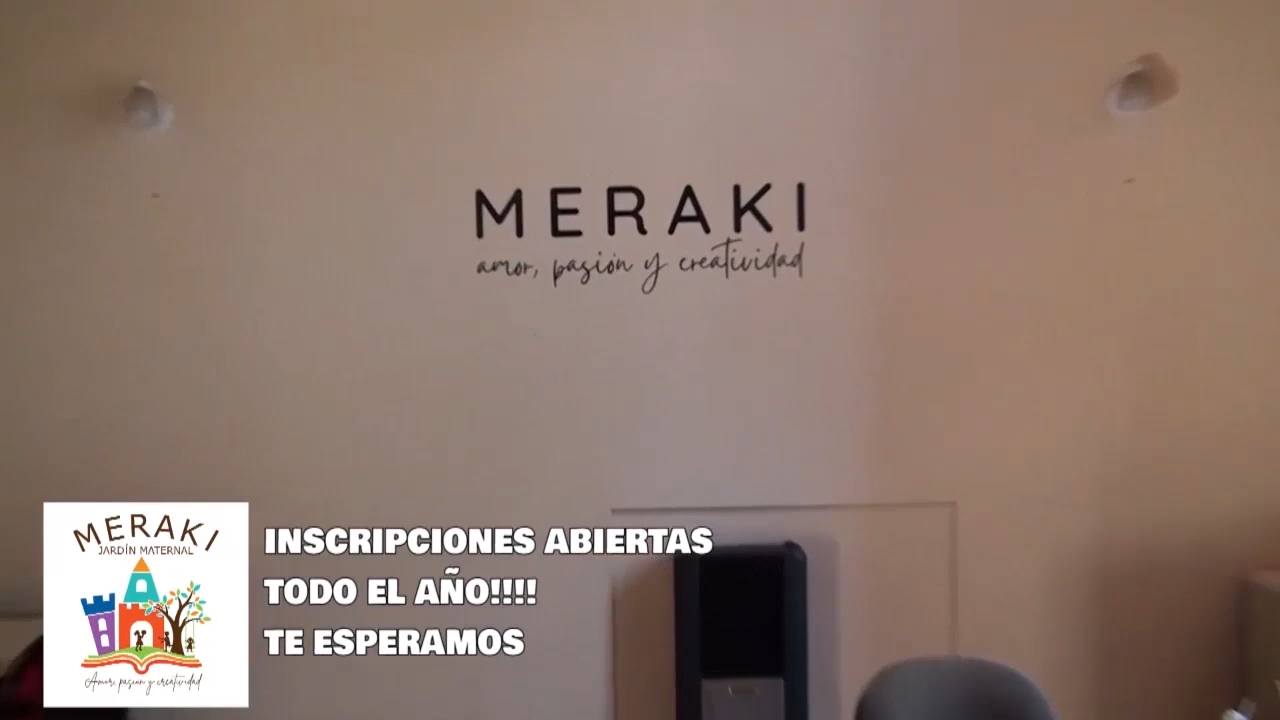 MERAKI
amor, pasión y creatividad
MERAKI
JARDÍN MATERNAL
Amor, pasión y creatividad
INSCRIPCIONES ABIERTAS
TODO EL AÑO!!!!
TE ESPERAMOS